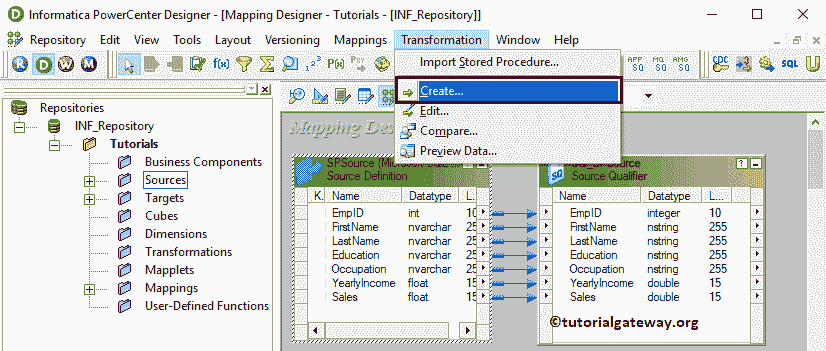 Informatica PowerCenter Designer - [Mapping Designer - Tutorials - [INF_Repository]]
Repository Edit View Tools Layout Versioning Mappings Transformation Window Help
Import Stored Procedure...
Create...
Edit...
Compare...
Preview Data...
Repositories
INF_Repository
Tutorials
Business Components
Sources
Targets
Cubes
Dimensions
Transformations
Mapplets
Mappings
User-Defined Functions
Mapping Des
SPSource (Microsoft SQL
Source Definition
K. Name Datatype L...
EmpID int 10
FirstName nvarchar 25
LastName nvarchar 25
Education nvarchar 25
Occupation nvarchar 25
YearlyIncome float 15
Sales float 15
Source Qualifier
Name Datatype L...
EmpID integer 10
FirstName nstring 255
LastName nstring 255
Education nstring 255
Occupation nstring 255
YearlyIncome double 15
Sales double 15
©tutorialgateway.org